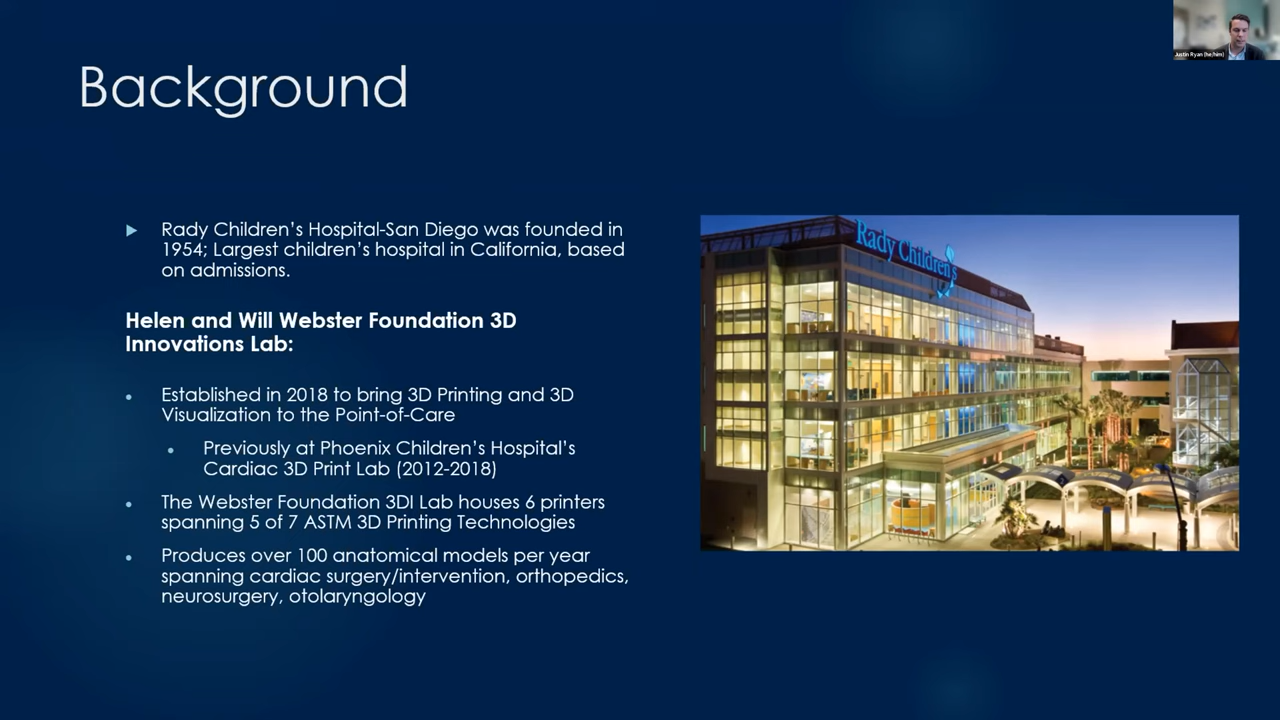 Justin Ryan (he/him)
Background
Rady Children's Hospital-San Diego was founded in
1954; Largest children's hospital in California, based
on admissions.
Helen and Will Webster Foundation 3D
Innovations Lab:
Established in 2018 to bring 3D Printing and 3D
Visualization to the Point-of-Care
Previously at Phoenix Children's Hospital's
Cardiac 3D Print Lab (2012-2018)
The Webster Foundation 3DI Lab houses 6 printers
spanning 5 of 7 ASTM 3D Printing Technologies
Produces over 100 anatomical models per year
spanning cardiac surgery/intervention, orthopedics,
neurosurgery, otolaryngology
Rady Children's